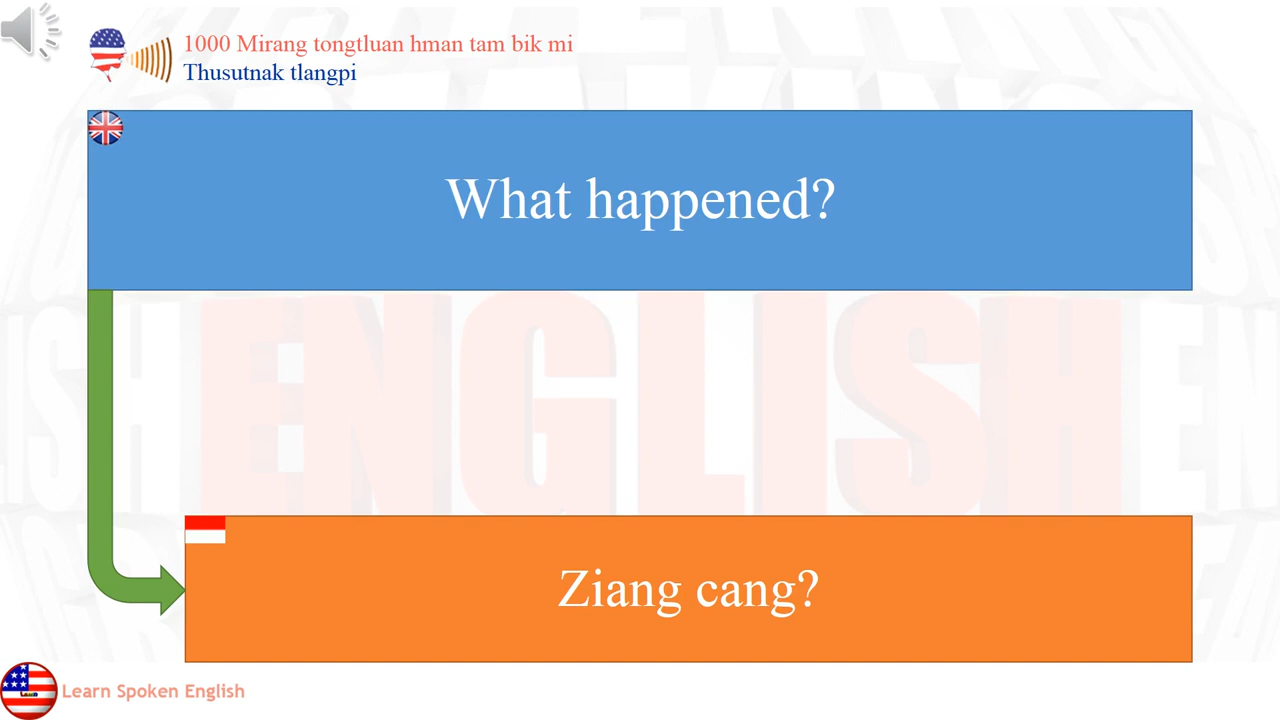 1000 Mirang tongtluan hman tam bik mi
Thusutnak tlangpi
What happened?
Ziang cang?
Learn Spoken English